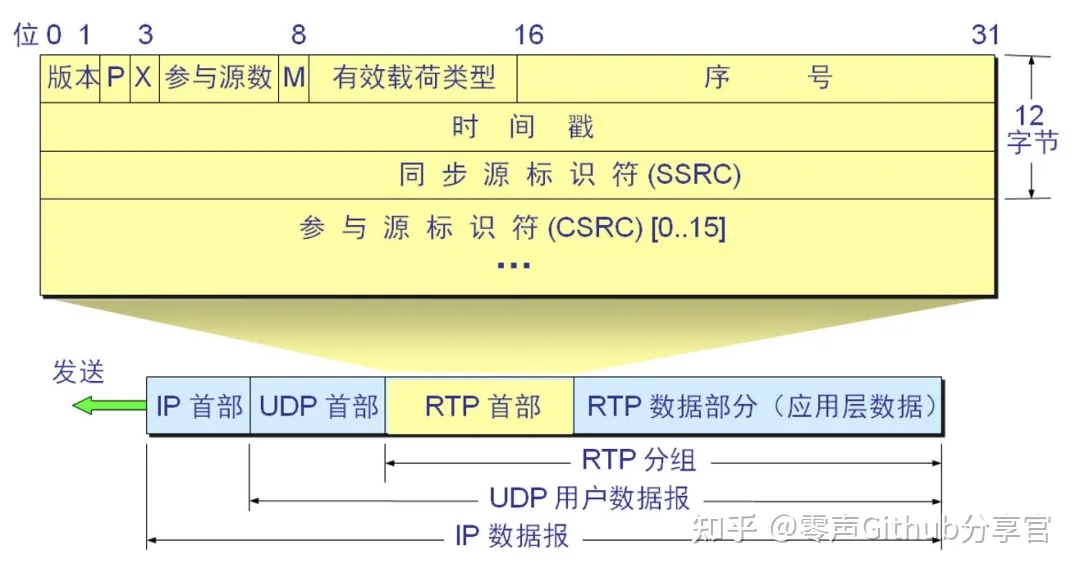 位 0 1 3 8 16 31
版本 P X 参与源数 M 有效载荷类型 序 号
时 间 戳
12
字节
同 步 源 标 识 符 (SSRC)
参 与 源 标 识 符 (CSRC) [0..15]
...
发送
IP 首部 UDP 首部 RTP 首部 RTP 数据部分（应用层数据）
RTP 分组
UDP 用户数据报
IP 数据报
知乎 @零声Github分享官